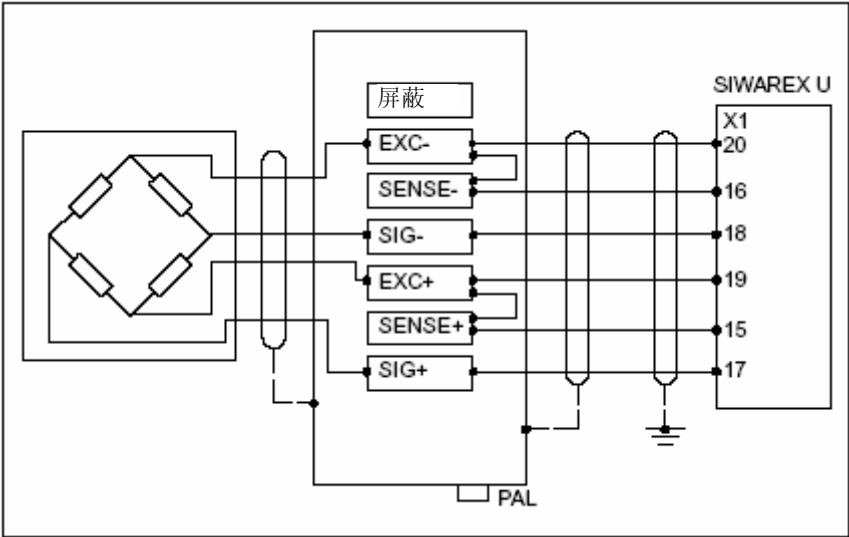 屏蔽
SIWAREX U
X1
EXC-
20
SENSE-
16
SIG-
18
EXC+
19
SENSE+
15
SIG+
17
PAL